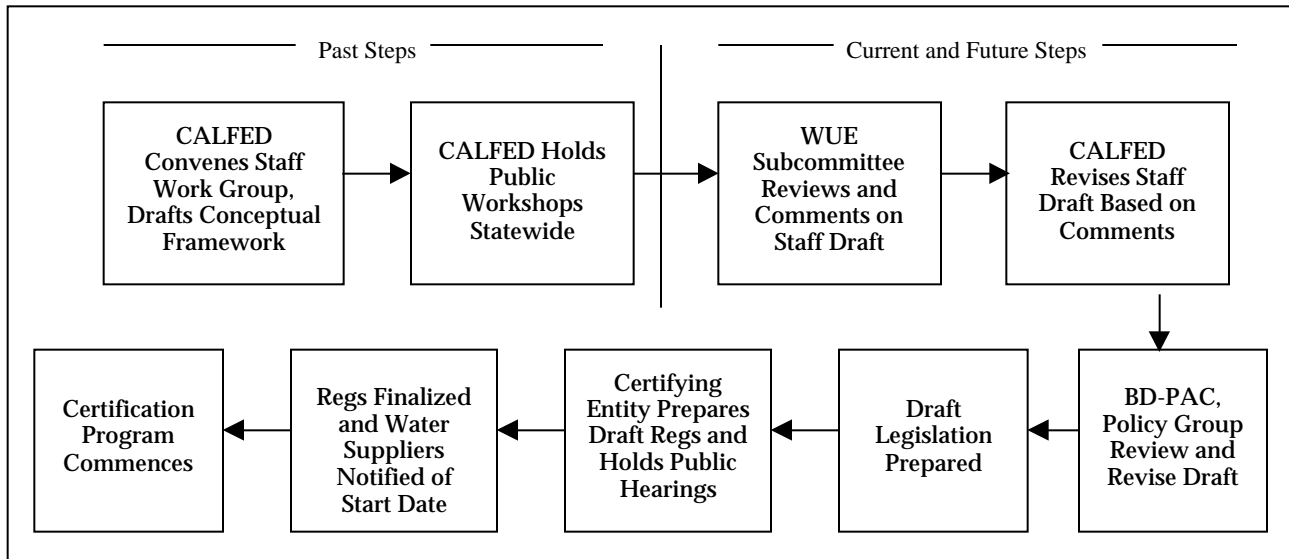 Past Steps
Current and Future Steps
CALFED
Convenes Staff
Work Group,
Drafts Conceptual
Framework
CALFED Holds
Public
Workshops
Statewide
WUE
Subcommittee
Reviews and
Comments on
Staff Draft
CALFED
Revises Staff
Draft Based on
Comments
BD-PAC,
Policy Group
Review and
Revise Draft
Draft
Legislation
Prepared
Certifying
Entity Prepares
Draft Regs and
Holds Public
Hearings
Regs Finalized
and Water
Suppliers
Notified of
Start Date
Certification
Program
Commences